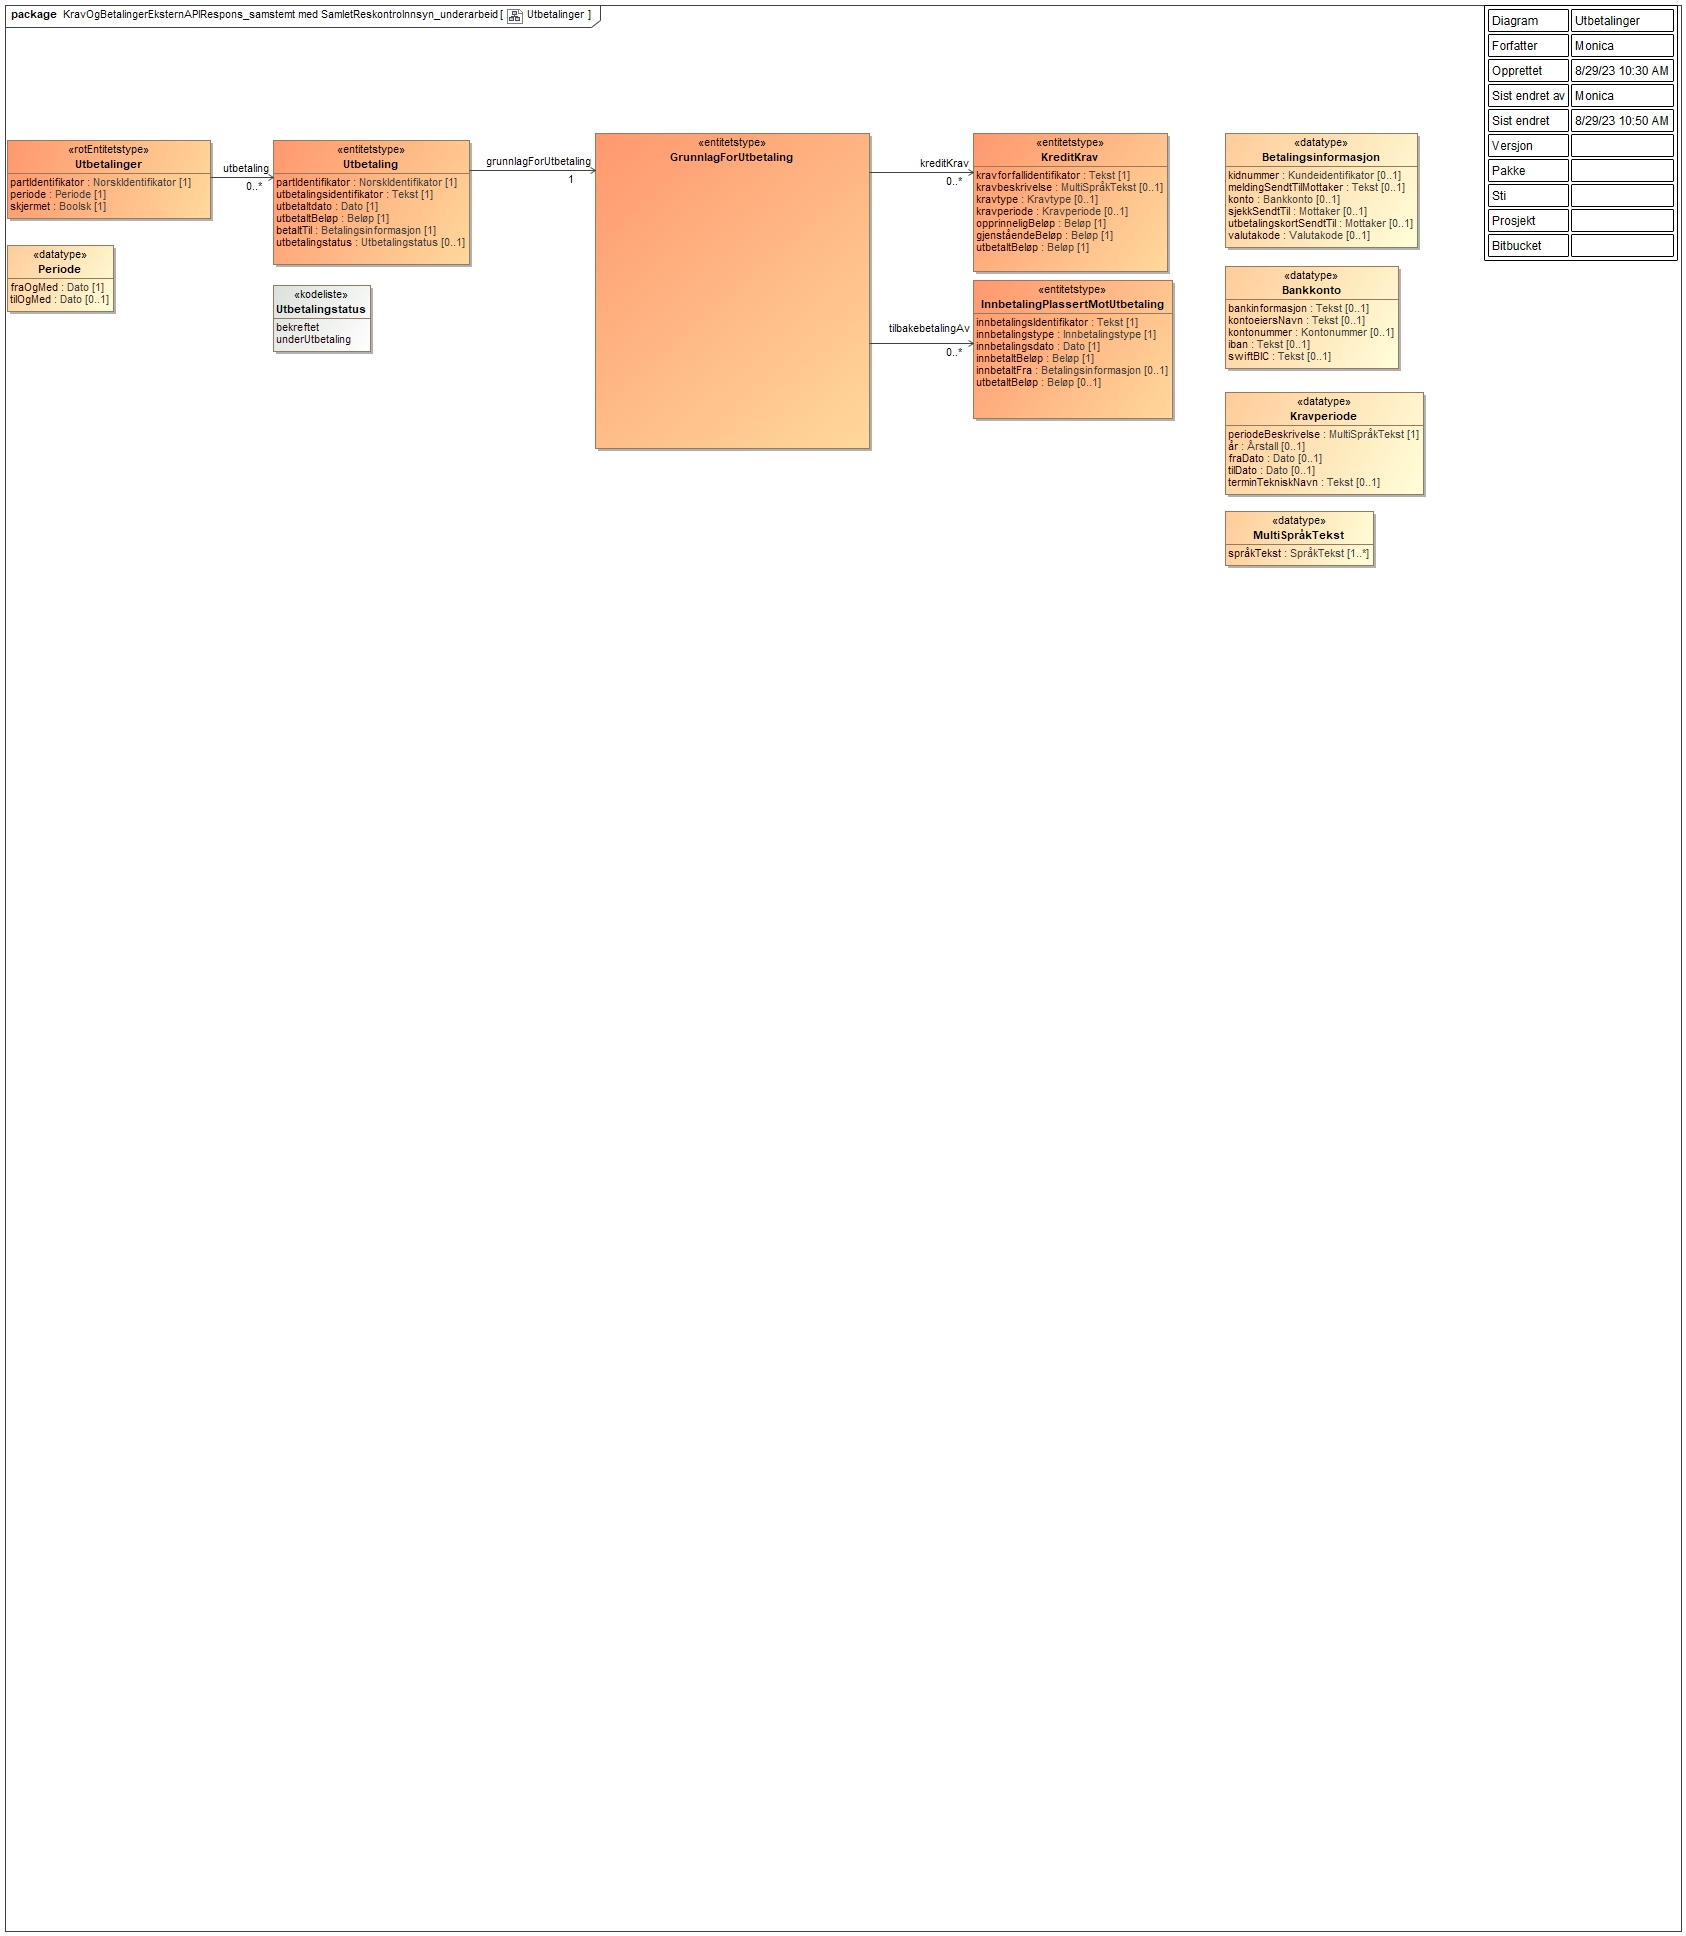 package KravOgBetalingerEksternAPIRespons_samstemt med SamletReskontroInnsyn_underarbeid[ Utbetalinger ]
Diagram Utbetalinger
Forfatter Monica
Opprettet 8/29/23 10:30 AM
Sist endret av Monica
Sist endret 8/29/23 10:50 AM
Versjon
Pakke
Sti
Prosjekt
Bitbucket
«rotEntitetstype»
Utbetalinger
partIdentifikator : NorskIdentifikator [1]
periode : Periode [1]
skjermet : Boolsk [1]
utbetaling
0..*
«datatype»
Periode
fraOgMed : Dato [1]
tilOgMed : Dato [0..1]
«entitetstype»
Utbetaling
partIdentifikator : NorskIdentifikator [1]
utbetalingsidentifikator : Tekst [1]
utbetaltdato : Dato [1]
utbetaltBeløp : Beløp [1]
betaltTil : Betalingsinformasjon [1]
utbetalingstatus : Utbetalingstatus [0..1]
«kodeliste»
Utbetalingstatus
bekreftet
underUtbetaling
grunnlagForUtbetaling
1
«entitetstype»
GrunnlagForUtbetaling
kreditKrav
0..*
tilbakebetalingAv
0..*
«entitetstype»
KreditKrav
kravforfallidentifikator : Tekst [1]
kravbeskrivelse : MultiSpråkTekst [0..1]
kravtype : Kravtype [0..1]
kravperiode : Kravperiode [0..1]
opprinneligBeløp : Beløp [1]
gjenståendeBeløp : Beløp [1]
utbetaltBeløp : Beløp [1]
«entitetstype»
InnbetalingPlassertMotUtbetaling
innbetalingsIdentifikator : Tekst [1]
innbetalingstype : Innbetalingstype [1]
innbetalingsdato : Dato [1]
innbetaltBeløp : Beløp [1]
innbetaltFra : Betalingsinformasjon [0..1]
utbetaltBeløp : Beløp [0..1]
«datatype»
Betalingsinformasjon
kidnummer : Kundeidentifikator [0..1]
meldingSendtTilMottaker : Tekst [0..1]
konto : Bankkonto [0..1]
sjekkSendtTil : Mottaker [0..1]
utbetalingskortSendtTil : Mottaker [0..1]
valutakode : Valutakode [0..1]
«datatype»
Bankkonto
bankinformasjon : Tekst [0..1]
kontoeiersNavn : Tekst [0..1]
kontonummer : Kontonummer [0..1]
iban : Tekst [0..1]
swiftBIC : Tekst [0..1]
«datatype»
Kravperiode
periodeBeskrivelse : MultiSpråkTekst [1]
år : Årstall [0..1]
fraDato : Dato [0..1]
tilDato : Dato [0..1]
terminTekniskNavn : Tekst [0..1]
«datatype»
MultiSpråkTekst
språkTekst : SpråkTekst [1..*]